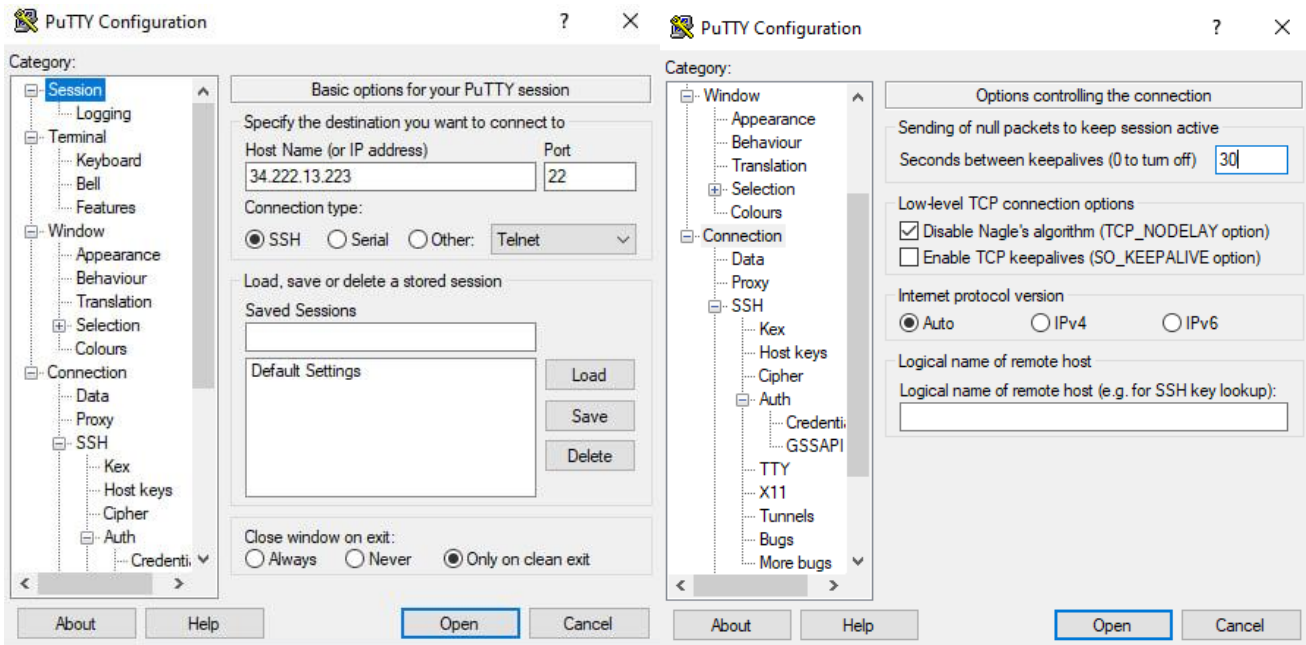 PuTTY Configuration
?
Category:
Session
Logging
Terminal
Keyboard
Bell
Features
Window
Appearance
Behaviour
Translation
Selection
Colours
Connection
Data
Proxy
SSH
Kex
Host keys
Cipher
Auth
Credenti
Basic options for your PuTTY session
Specify the destination you want to connect to
Host Name (or IP address) Port
34.222.13.223 22
Connection type:
SSH Serial Other: Telnet
Load, save or delete a stored session
Saved Sessions
Default Settings
Load
Save
Delete
Close window on exit:
Always Never Only on clean exit
About Help Open Cancel
PuTTY Configuration
?
Category:
Window
Appearance
Behaviour
Translation
Selection
Colours
Connection
Data
Proxy
SSH
Kex
Host keys
Cipher
Auth
Credenti
GSSAPI
TTY
X11
Tunnels
Bugs
More bugs
Options controlling the connection
Sending of null packets to keep session active
Seconds between keepalives (0 to turn off) 30
Low-level TCP connection options
Disable Nagle's algorithm (TCP_NODELAY option)
Enable TCP keepalives (SO_KEEPALIVE option)
Internet protocol version
Auto IPv4 IPv6
Logical name of remote host
Logical name of remote host (e.g. for SSH key lookup):
About Help Open Cancel